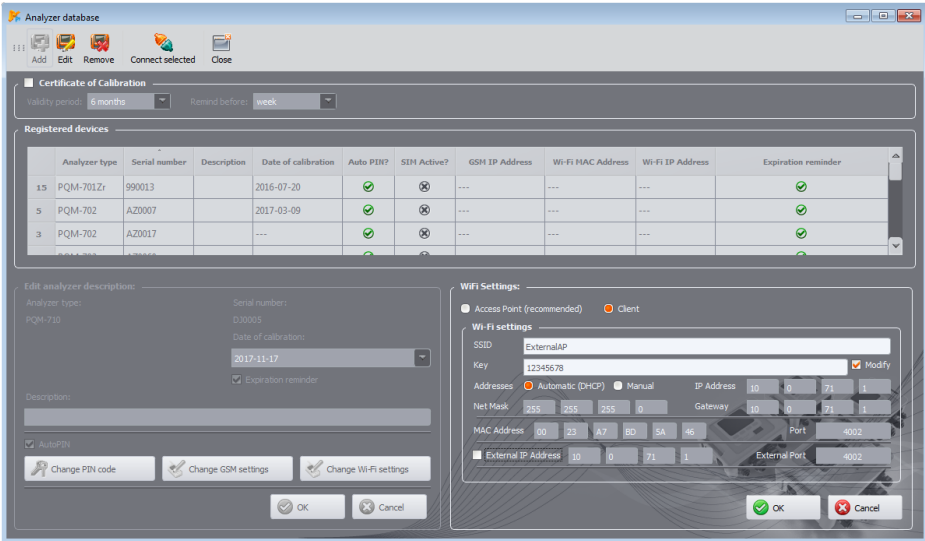 Analyzer database
Add Edit Remove Connect selected Close
Certificate of Calibration
Validity period: 6 months Remind before: week
Registered devices
Analyzer type Serial number Description Date of calibration Auto PIN? SIM Active? GSM IP Address Wi-Fi MAC Address Wi-Fi IP Address Expiration reminder
15 PQM-701Zr 990013 2016-07-20 --- --- ---
5 PQM-702 AZ0007 2017-03-09 --- --- ---
3 PQM-702 AZ0017 --- --- --- ---
Edit analyzer description:
Analyzer type: Serial number:
PQM-710 DJ0005
Date of calibration:
2017-11-17
Expiration reminder
Description:
AutoPIN
Change PIN code Change GSM settings Change Wi-Fi settings
OK Cancel
WiFi Settings:
Access Point (recommended) Client
Wi-Fi settings
SSID ExternalAP
Key 12345678 Modify
Addresses Automatic (DHCP) Manual IP Address 10 0 71 1
Net Mask 255 255 255 0 Gateway 10 0 71 1
MAC Address 00 23 A7 BD 5A 46 Port 4002
External IP Address 10 0 71 1 External Port 4002
OK Cancel